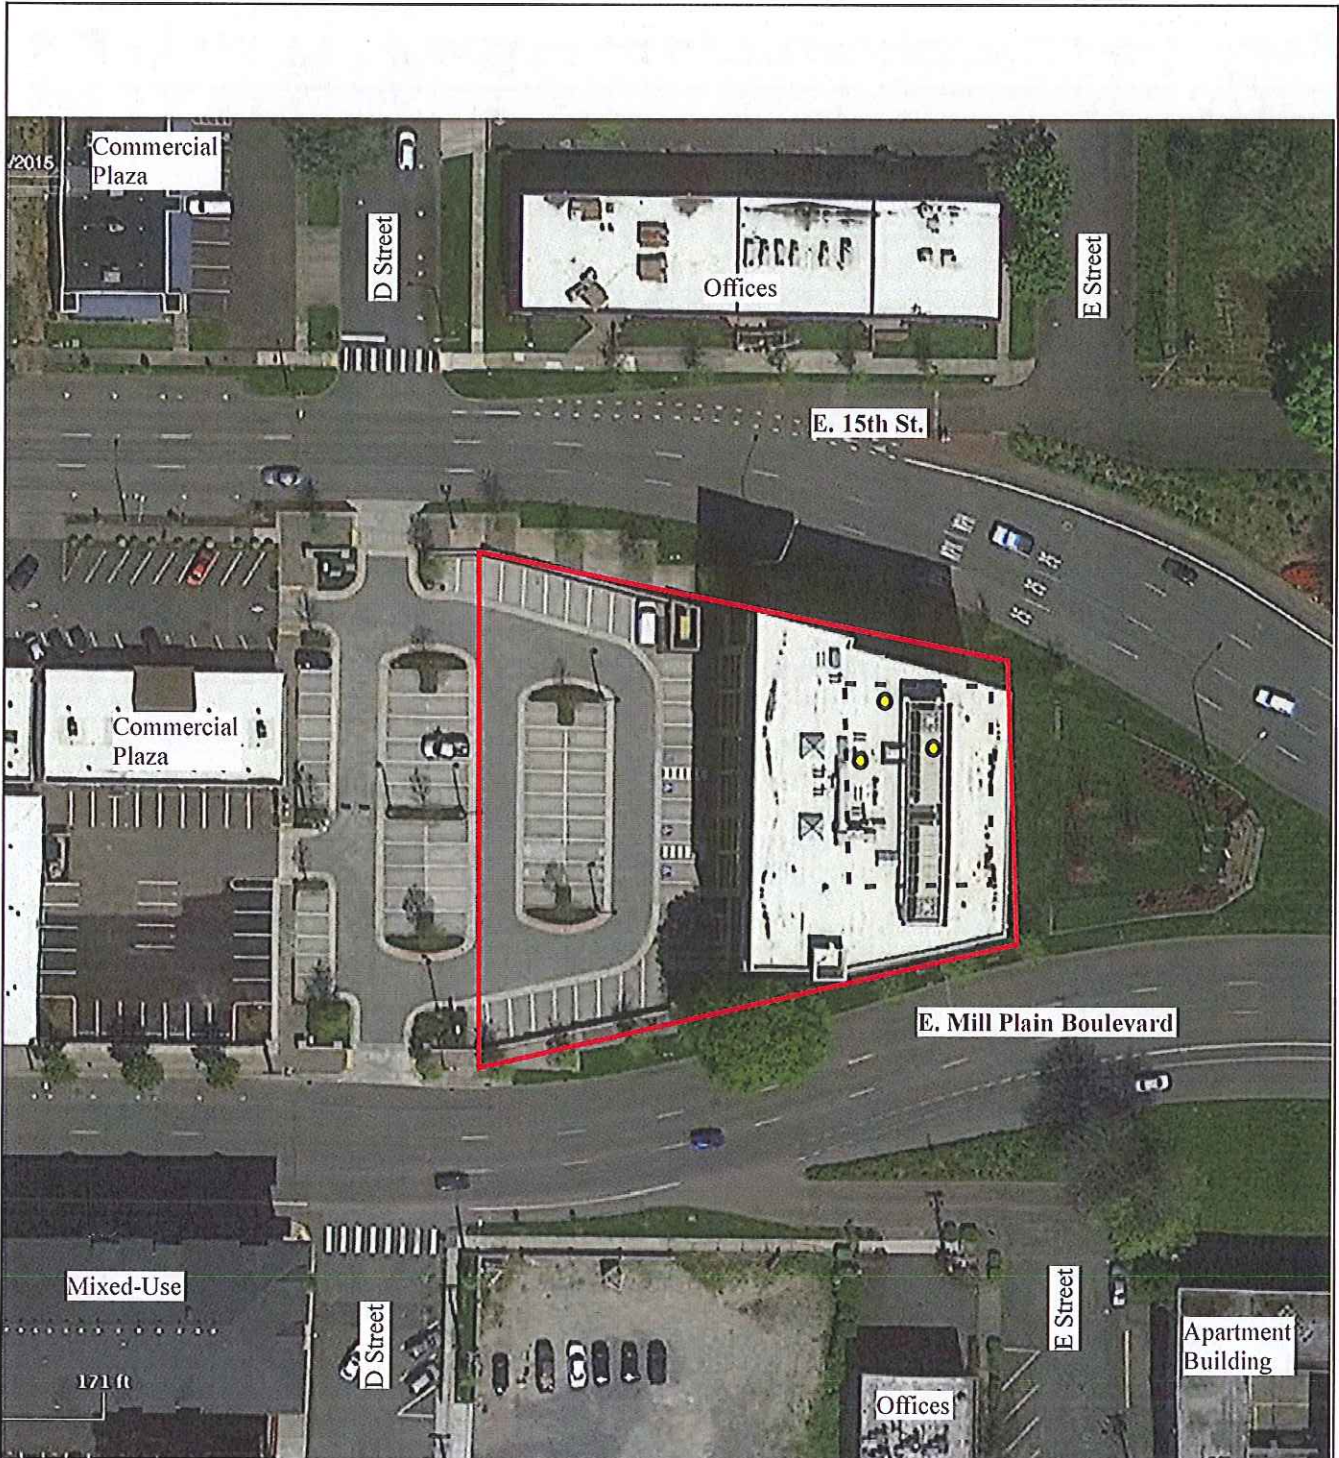 Commercial
Plaza
/2015
D Street
Offices
E Street
E. 15th St.
Commercial
Plaza
E. Mill Plain Boulevard
Mixed-Use
D Street
E Street
Apartment
Building
171 ft
Offices